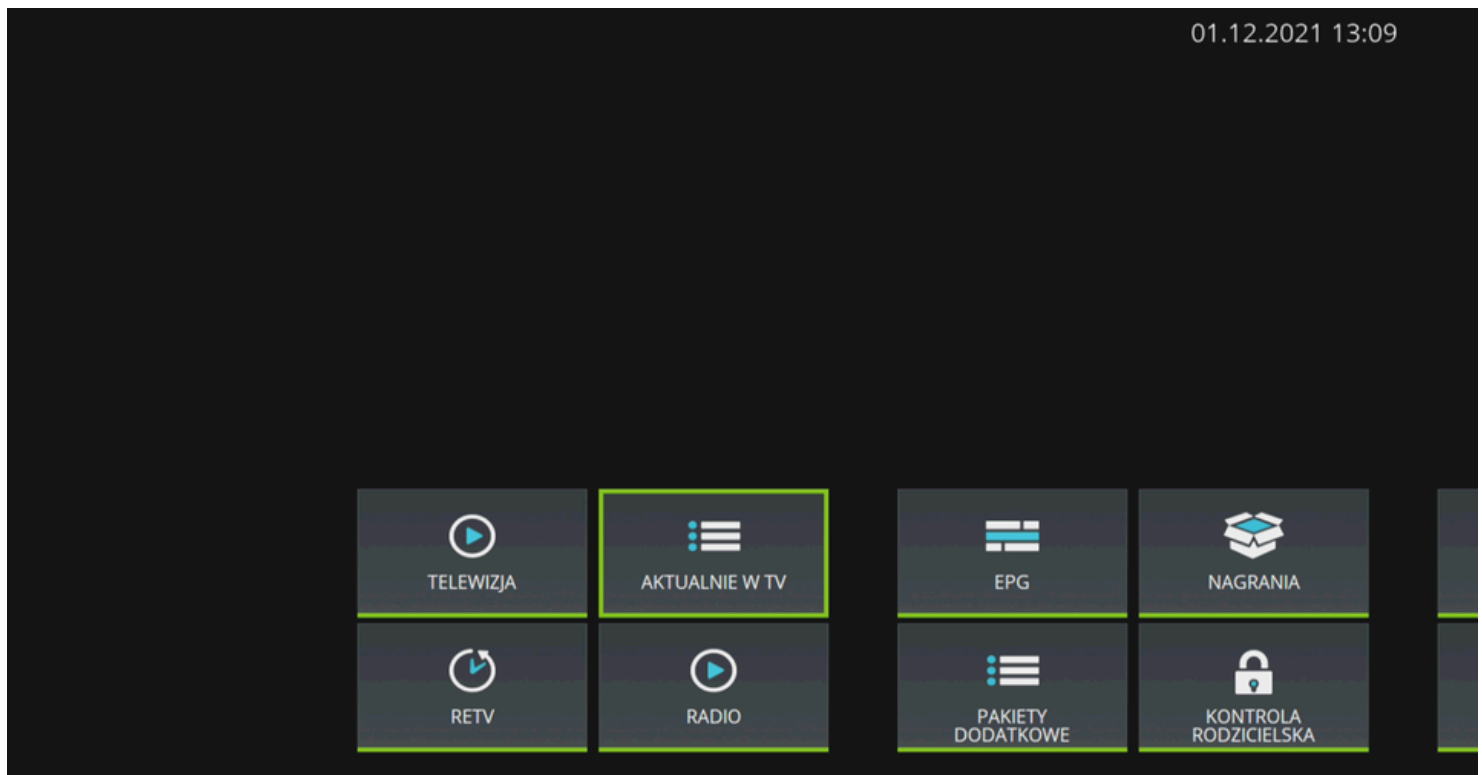 01.12.2021 13:09
TELEWIZJA
AKTUALNIE W TV
EPG
NAGRANIA
RETV
RADIO
PAKIETY
DODATKOWE
KONTROLA
RODZICIELSKA